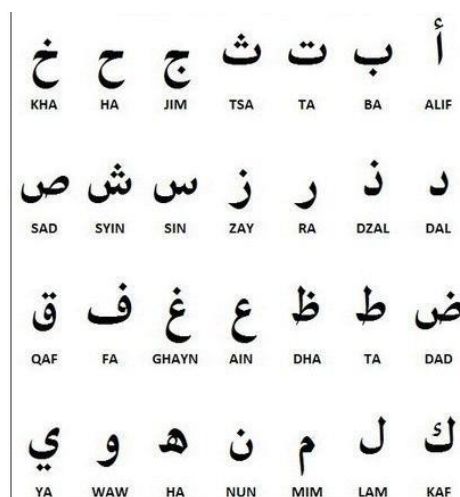 أ ب ت ث ج ح خ
ALIF BA TA TSA JIM HA KHA
د ذ ر ز س ش ص
DAL DZAL RA ZAY SIN SYIN SAD
ض ط ظ ع غ ف ق
DAD TA DHA AIN GHAYN FA QAF
ك ل م ن ه و ي
KAF LAM MIM NUN HA WAW YA